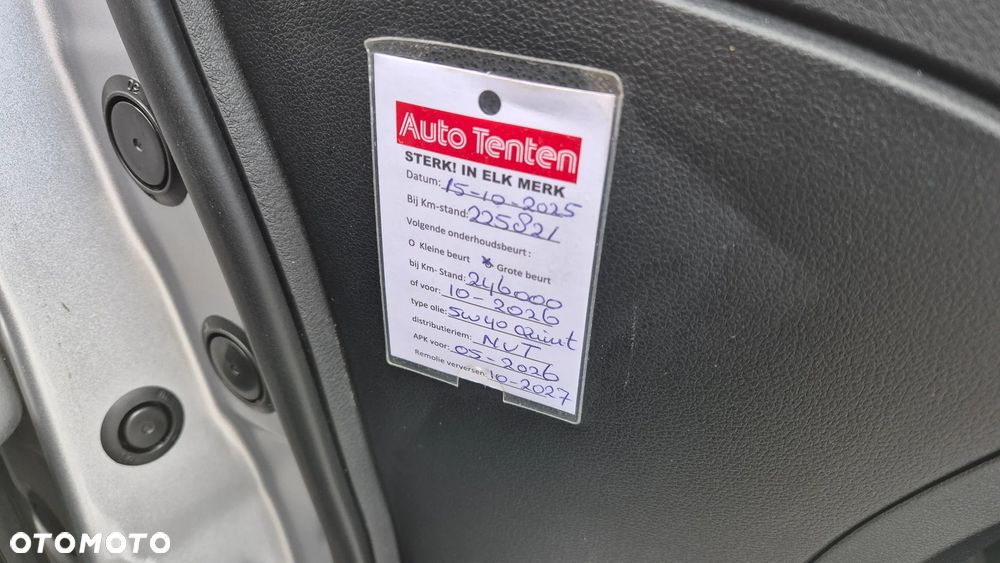 Auto Tenten
STERK! IN ELK MERK
Datum: 15-10-2025
Bij Km-stand: 225821
Volgende onderhoudsbeurt:
O Kleine beurt Grote beurt
bij Km-Stand: 246000
of voor: 10-2026
type olie: 5W40
distributieriem: NVT
APK voor: 05-2026
Remolie verversen: 10-2027
OTOMOTO